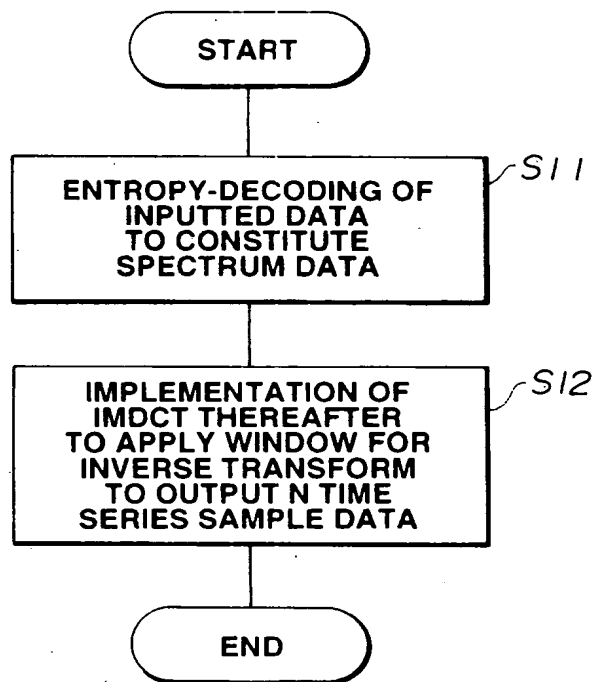 START
S11
ENTROPY-DECODING OF
INPUTTED DATA
TO CONSTITUTE
SPECTRUM DATA
S12
IMPLEMENTATION OF
IMDCT THEREAFTER
TO APPLY WINDOW FOR
INVERSE TRANSFORM
TO OUTPUT N TIME
SERIES SAMPLE DATA
END